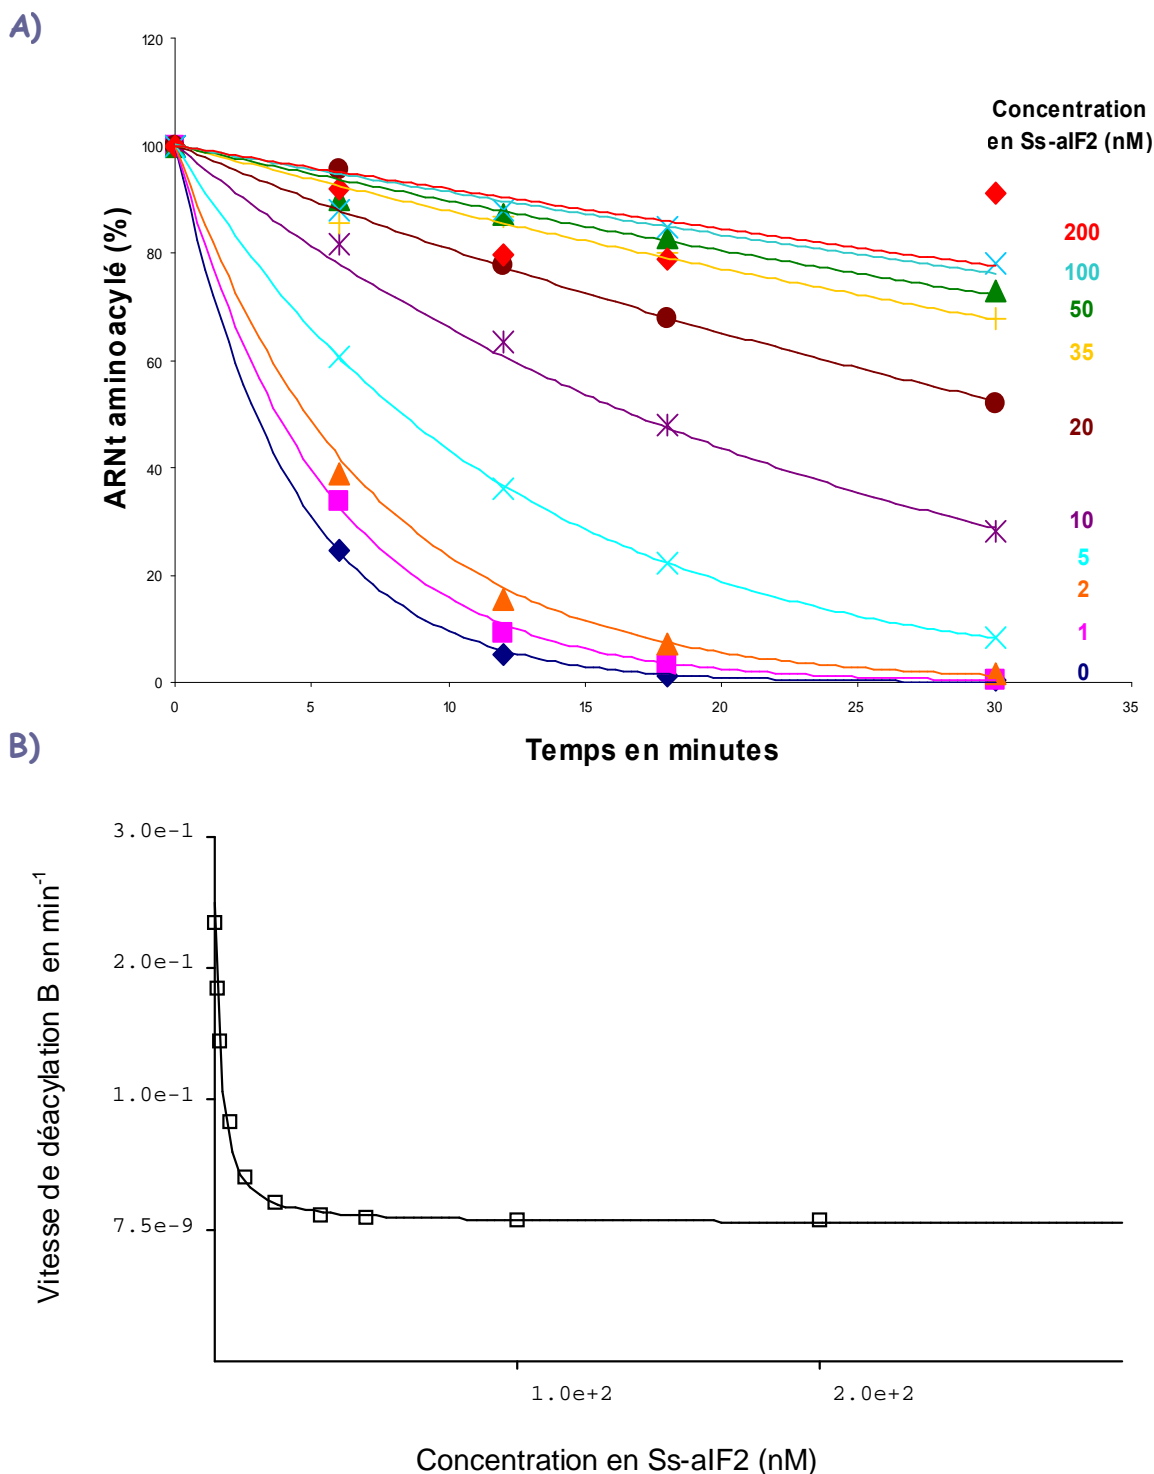 A)
120
100
80
60
40
20
0
0
5
10
15
20
25
30
35
ARNt aminoacylé (%)
Temps en minutes
Concentration
en Ss-aIF2 (nM)
200
100
50
35
20
10
5
2
1
0
B)
3.0e-1
2.0e-1
1.0e-1
7.5e-9
1.0e+2
2.0e+2
Vitesse de déacylation B en min-1
Concentration en Ss-aIF2 (nM)